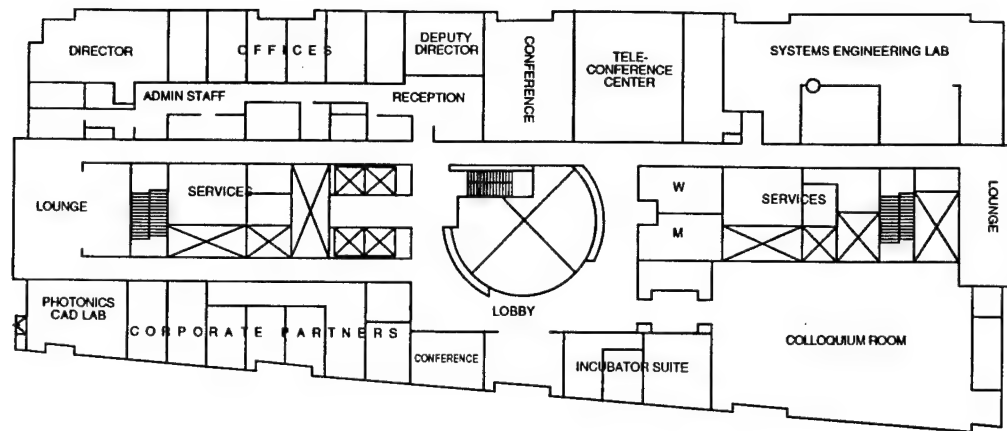 DIRECTOR
OFFICES
DEPUTY
DIRECTOR
CONFERENCE
TELE-
CONFERENCE
CENTER
SYSTEMS ENGINEERING LAB
ADMIN STAFF
RECEPTION
LOUNGE
SERVICES
W
M
SERVICES
LOUNGE
LOBBY
PHOTONICS
CAD LAB
CORPORATE PARTNERS
CONFERENCE
INCUBATOR SUITE
COLLOQUIUM ROOM